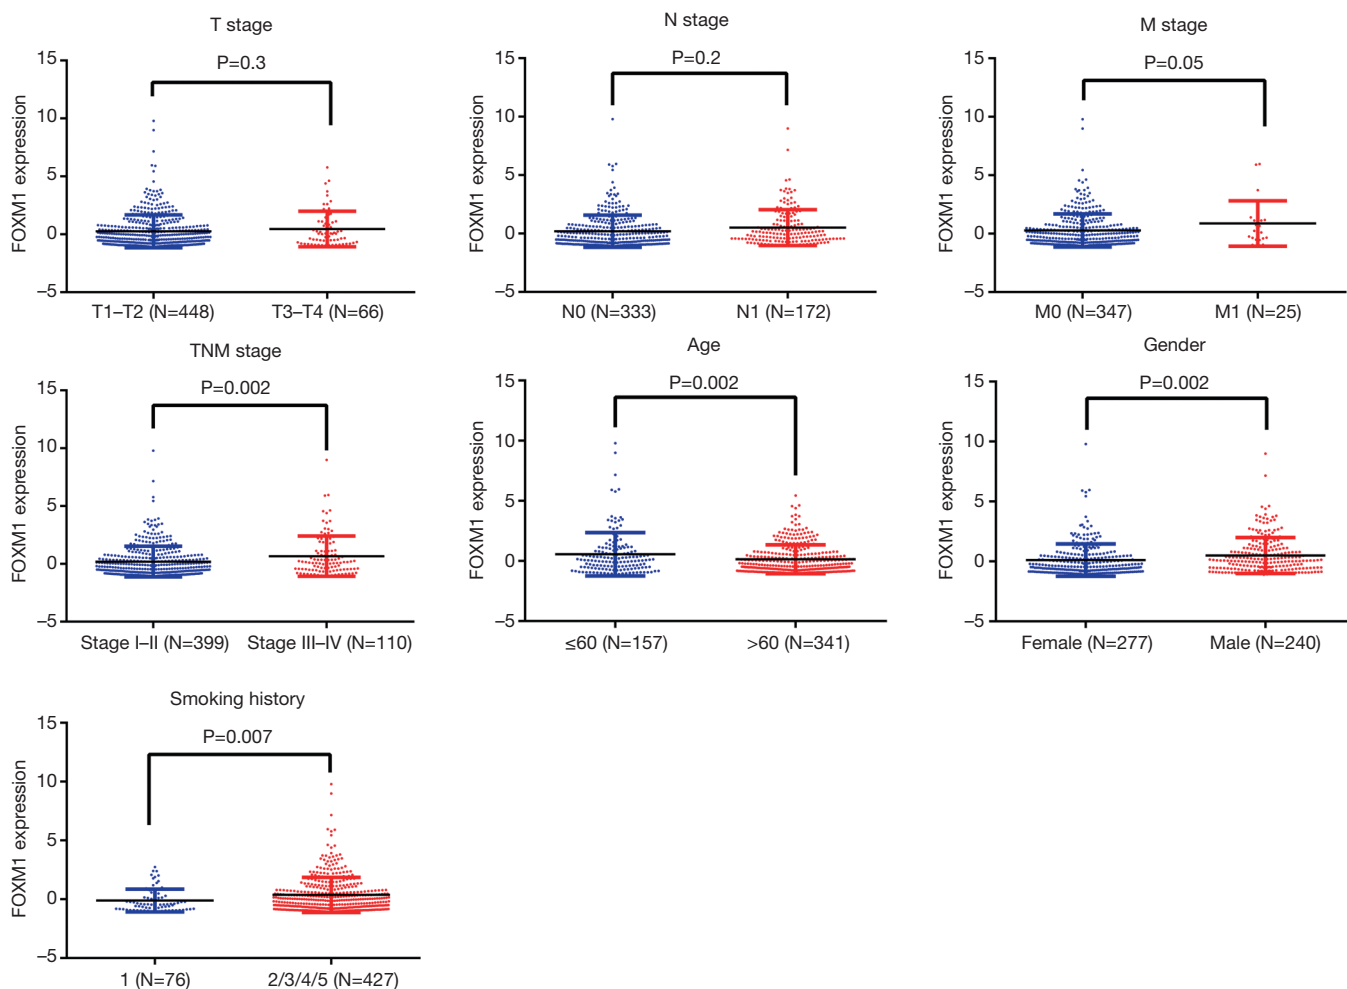 T stage
P=0.3
FOXM1 expression
15
10
5
0
–5
T1–T2 (N=448) T3–T4 (N=66)
N stage
P=0.2
FOXM1 expression
15
10
5
0
–5
N0 (N=333) N1 (N=172)
M stage
P=0.05
FOXM1 expression
15
10
5
0
–5
M0 (N=347) M1 (N=25)
TNM stage
P=0.002
FOXM1 expression
15
10
5
0
–5
Stage I–II (N=399) Stage III–IV (N=110)
Age
P=0.002
FOXM1 expression
15
10
5
0
–5
≤60 (N=157) >60 (N=341)
Gender
P=0.002
FOXM1 expression
15
10
5
0
–5
Female (N=277) Male (N=240)
Smoking history
P=0.007
FOXM1 expression
15
10
5
0
–5
1 (N=76) 2/3/4/5 (N=427)